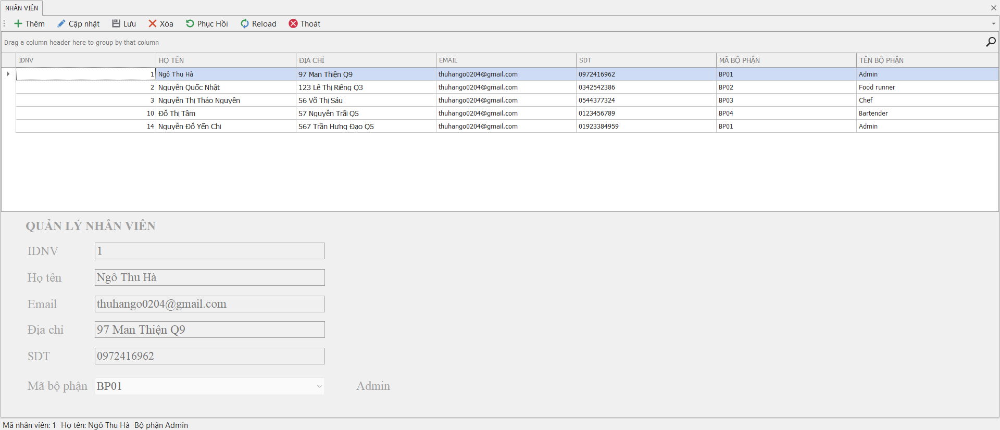 NHÂN VIÊN
Thêm Cập nhật Lưu Xóa Phục Hồi Reload Thoát
Drag a column header here to group by that column
IDNV HỌ TÊN ĐỊA CHỈ EMAIL SDT MÃ BỘ PHẬN TÊN BỘ PHẬN
1 Ngô Thu Hà 97 Man Thiện Q9 thuhango0204@gmail.com 0972416962 BP01 Admin
2 Nguyễn Quốc Nhật 123 Lê Thị Riêng Q3 thuhango0204@gmail.com 0342542386 BP02 Food runner
3 Nguyễn Thị Thảo Nguyên 56 Võ Thị Sáu thuhango0204@gmail.com 0544377324 BP03 Chef
10 Đỗ Thị Tâm 57 Nguyễn Trãi Q5 thuhango0204@gmail.com 0123456789 BP04 Bartender
14 Nguyễn Đỗ Yến Chi 567 Trần Hưng Đạo Q5 thuhango0204@gmail.com 01923384959 BP01 Admin
QUẢN LÝ NHÂN VIÊN
IDNV 1
Họ tên Ngô Thu Hà
Email thuhango0204@gmail.com
Địa chỉ 97 Man Thiện Q9
SDT 0972416962
Mã bộ phận BP01 Admin
Mã nhân viên: 1 Họ tên: Ngô Thu Hà Bộ phận Admin